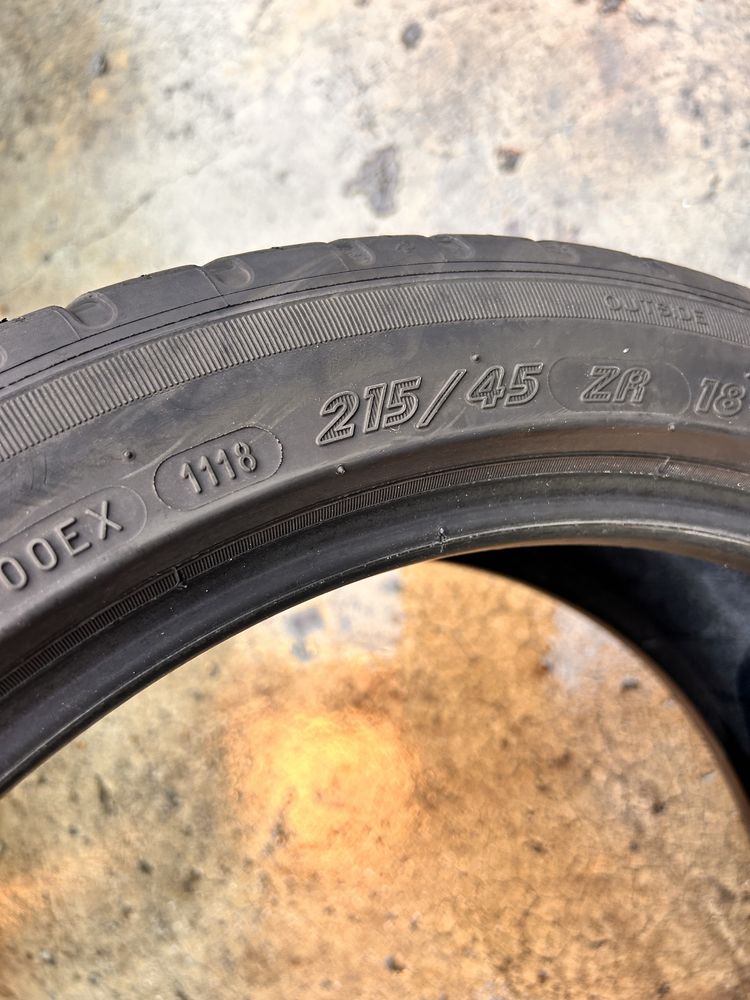 OUTSIDE
215/45 ZR 18
1118
00EX